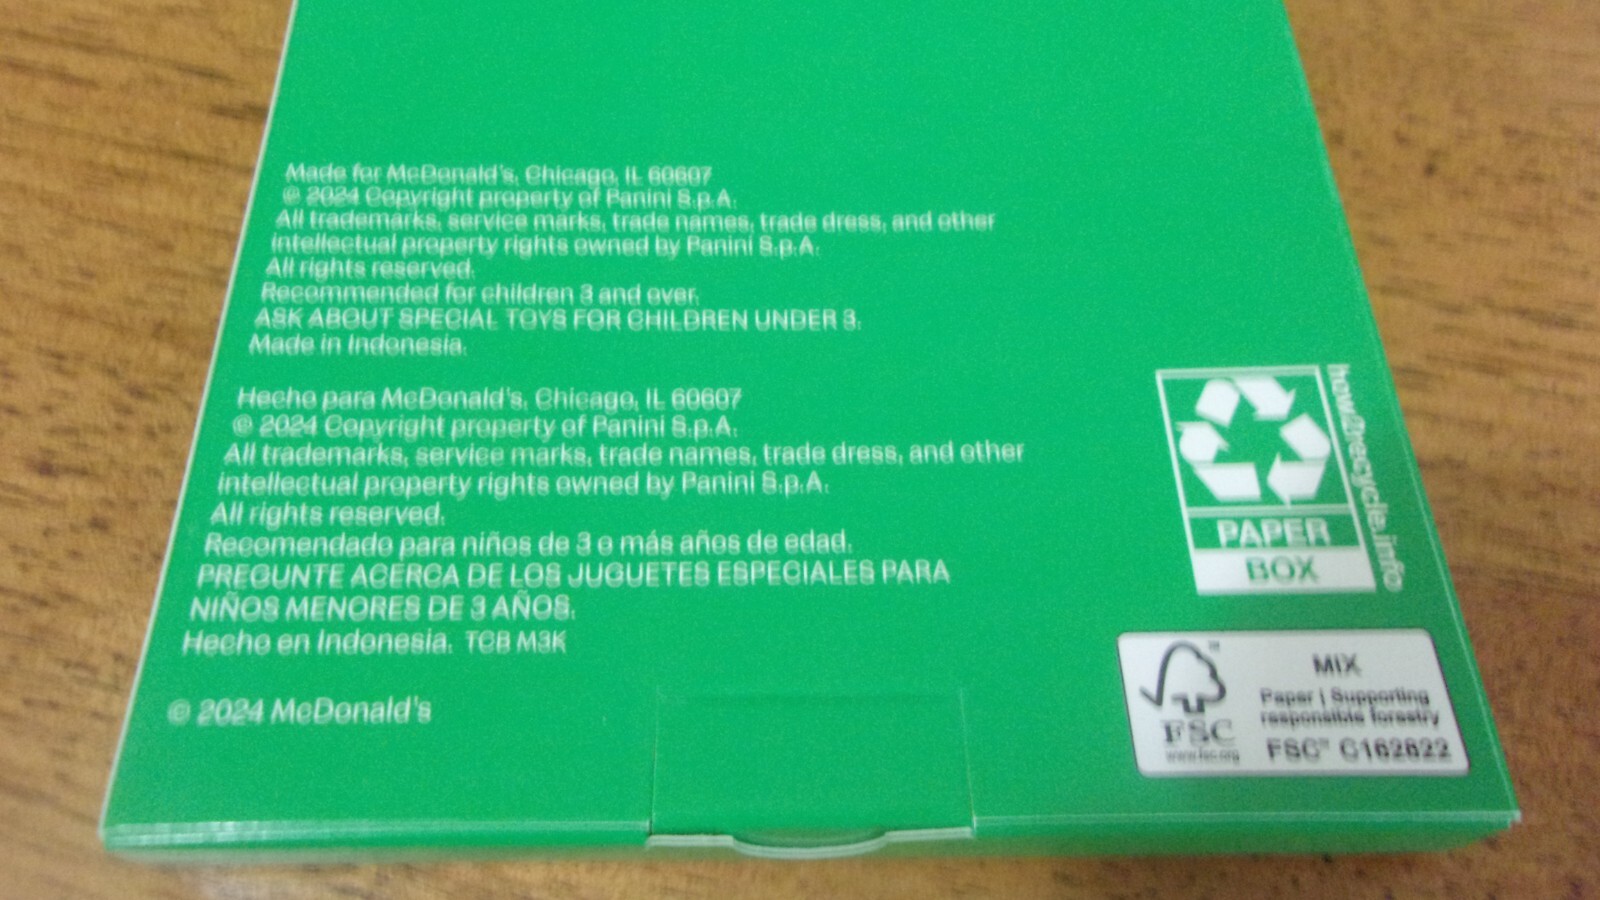 Made for McDonald's, Chicago, IL 60607
© 2024 Copyright property of Panini S.p.A.
All trademarks, service marks, trade names, trade dress, and other
intellectual property rights owned by Panini S.p.A.
All rights reserved.
Recommended for children 3 and over.
ASK ABOUT SPECIAL TOYS FOR CHILDREN UNDER 3.
Made in Indonesia.
Hecho para McDonald's, Chicago, IL 60607
© 2024 Copyright property of Panini S.p.A.
All trademarks, service marks, trade names, trade dress, and other
intellectual property rights owned by Panini S.p.A.
All rights reserved.
Recomendado para niños de 3 o más años de edad.
PREGUNTE ACERCA DE LOS JUGUETES ESPECIALES PARA
NIÑOS MENORES DE 3 AÑOS.
Hecho en Indonesia. TCB M3K
© 2024 McDonald's
how2recycle.info
PAPER
BOX
FSC™
www.fsc.org
MIX
Paper | Supporting
responsible forestry
FSC™ C162622